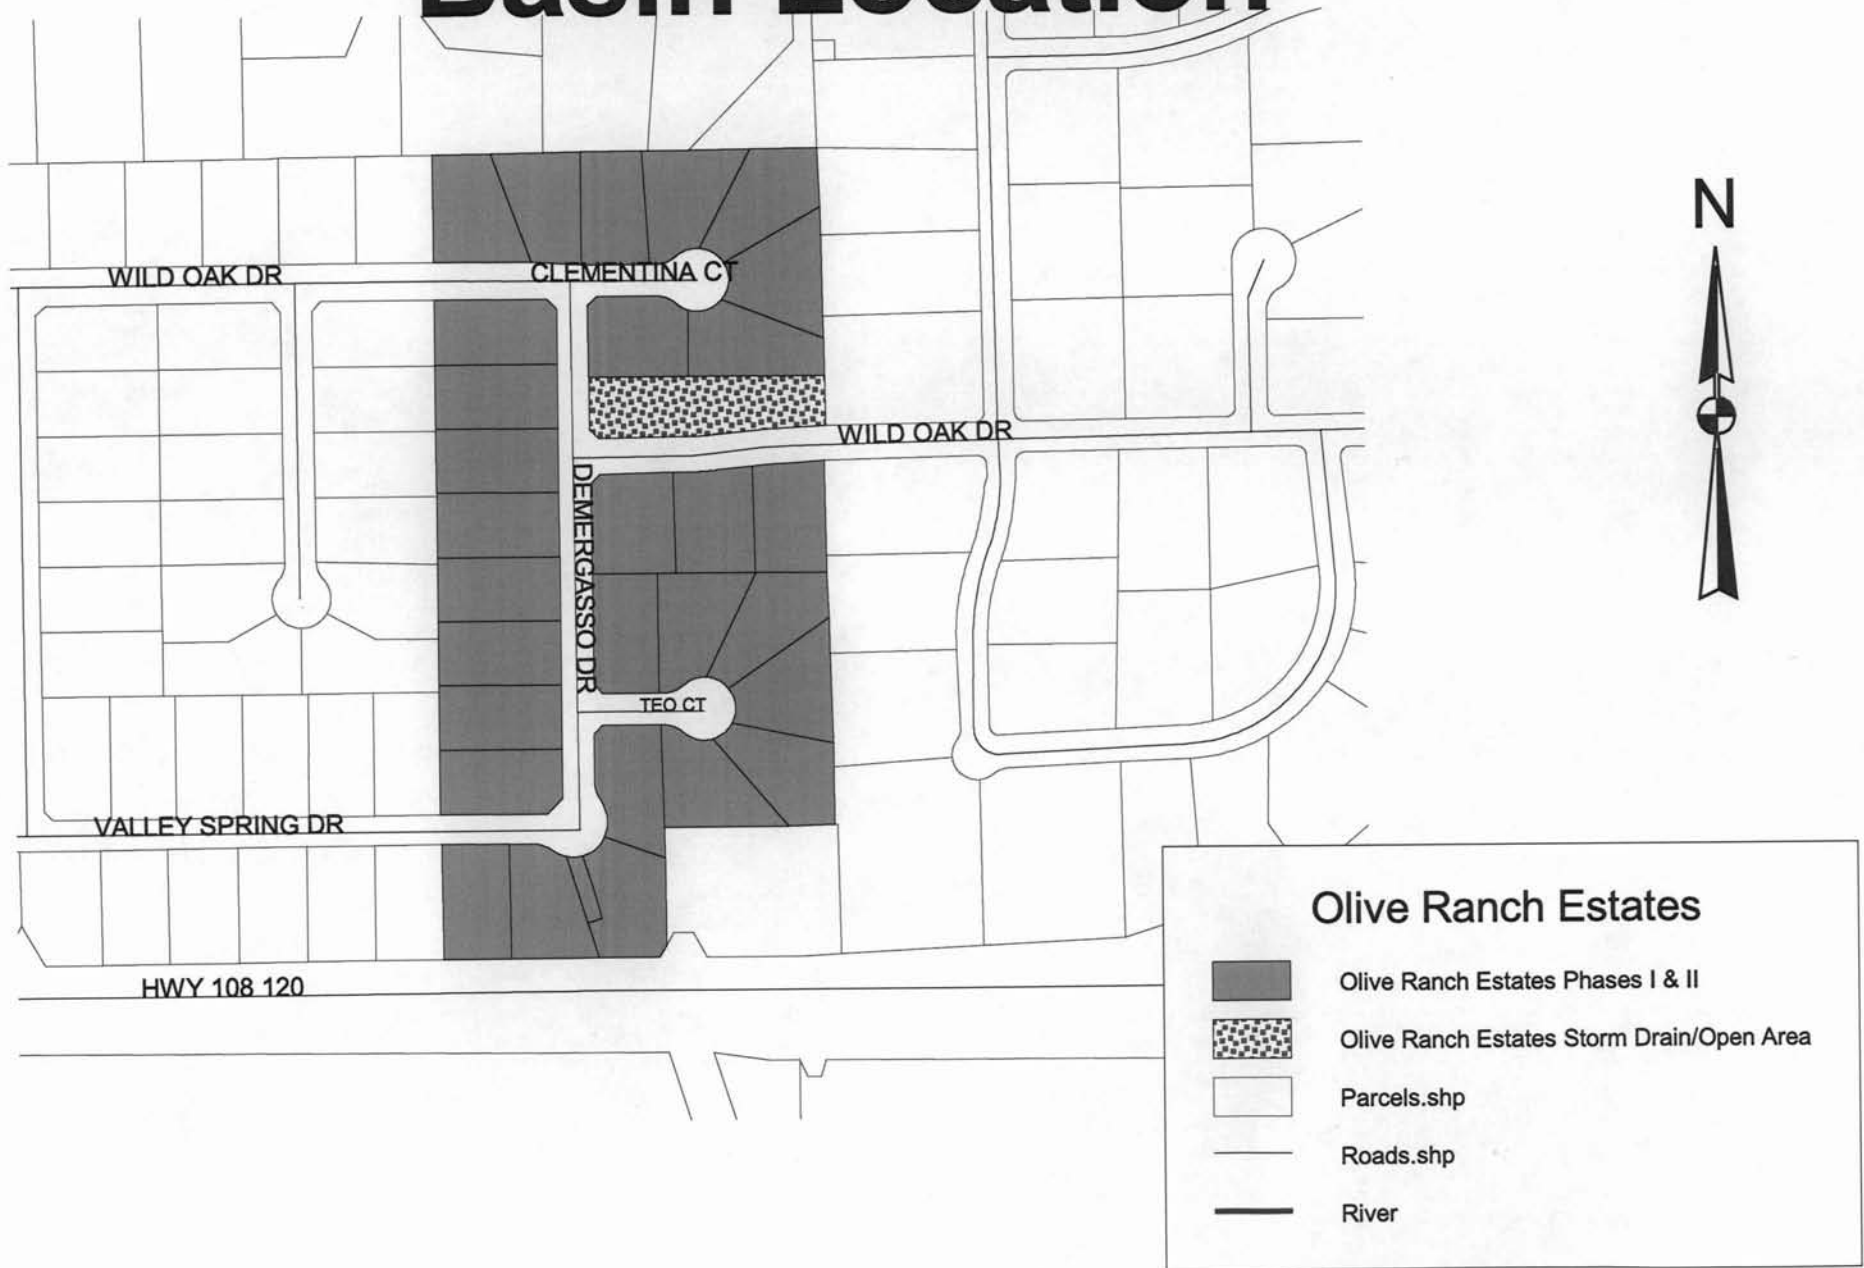 Basin Location
N
WILD OAK DR
CLEMENTINA CT
WILD OAK DR
DEMERGASSO DR
TEO CT
VALLEY SPRING DR
HWY 108 120
Olive Ranch Estates
Olive Ranch Estates Phases I & II
Olive Ranch Estates Storm Drain/Open Area
Parcels.shp
Roads.shp
River